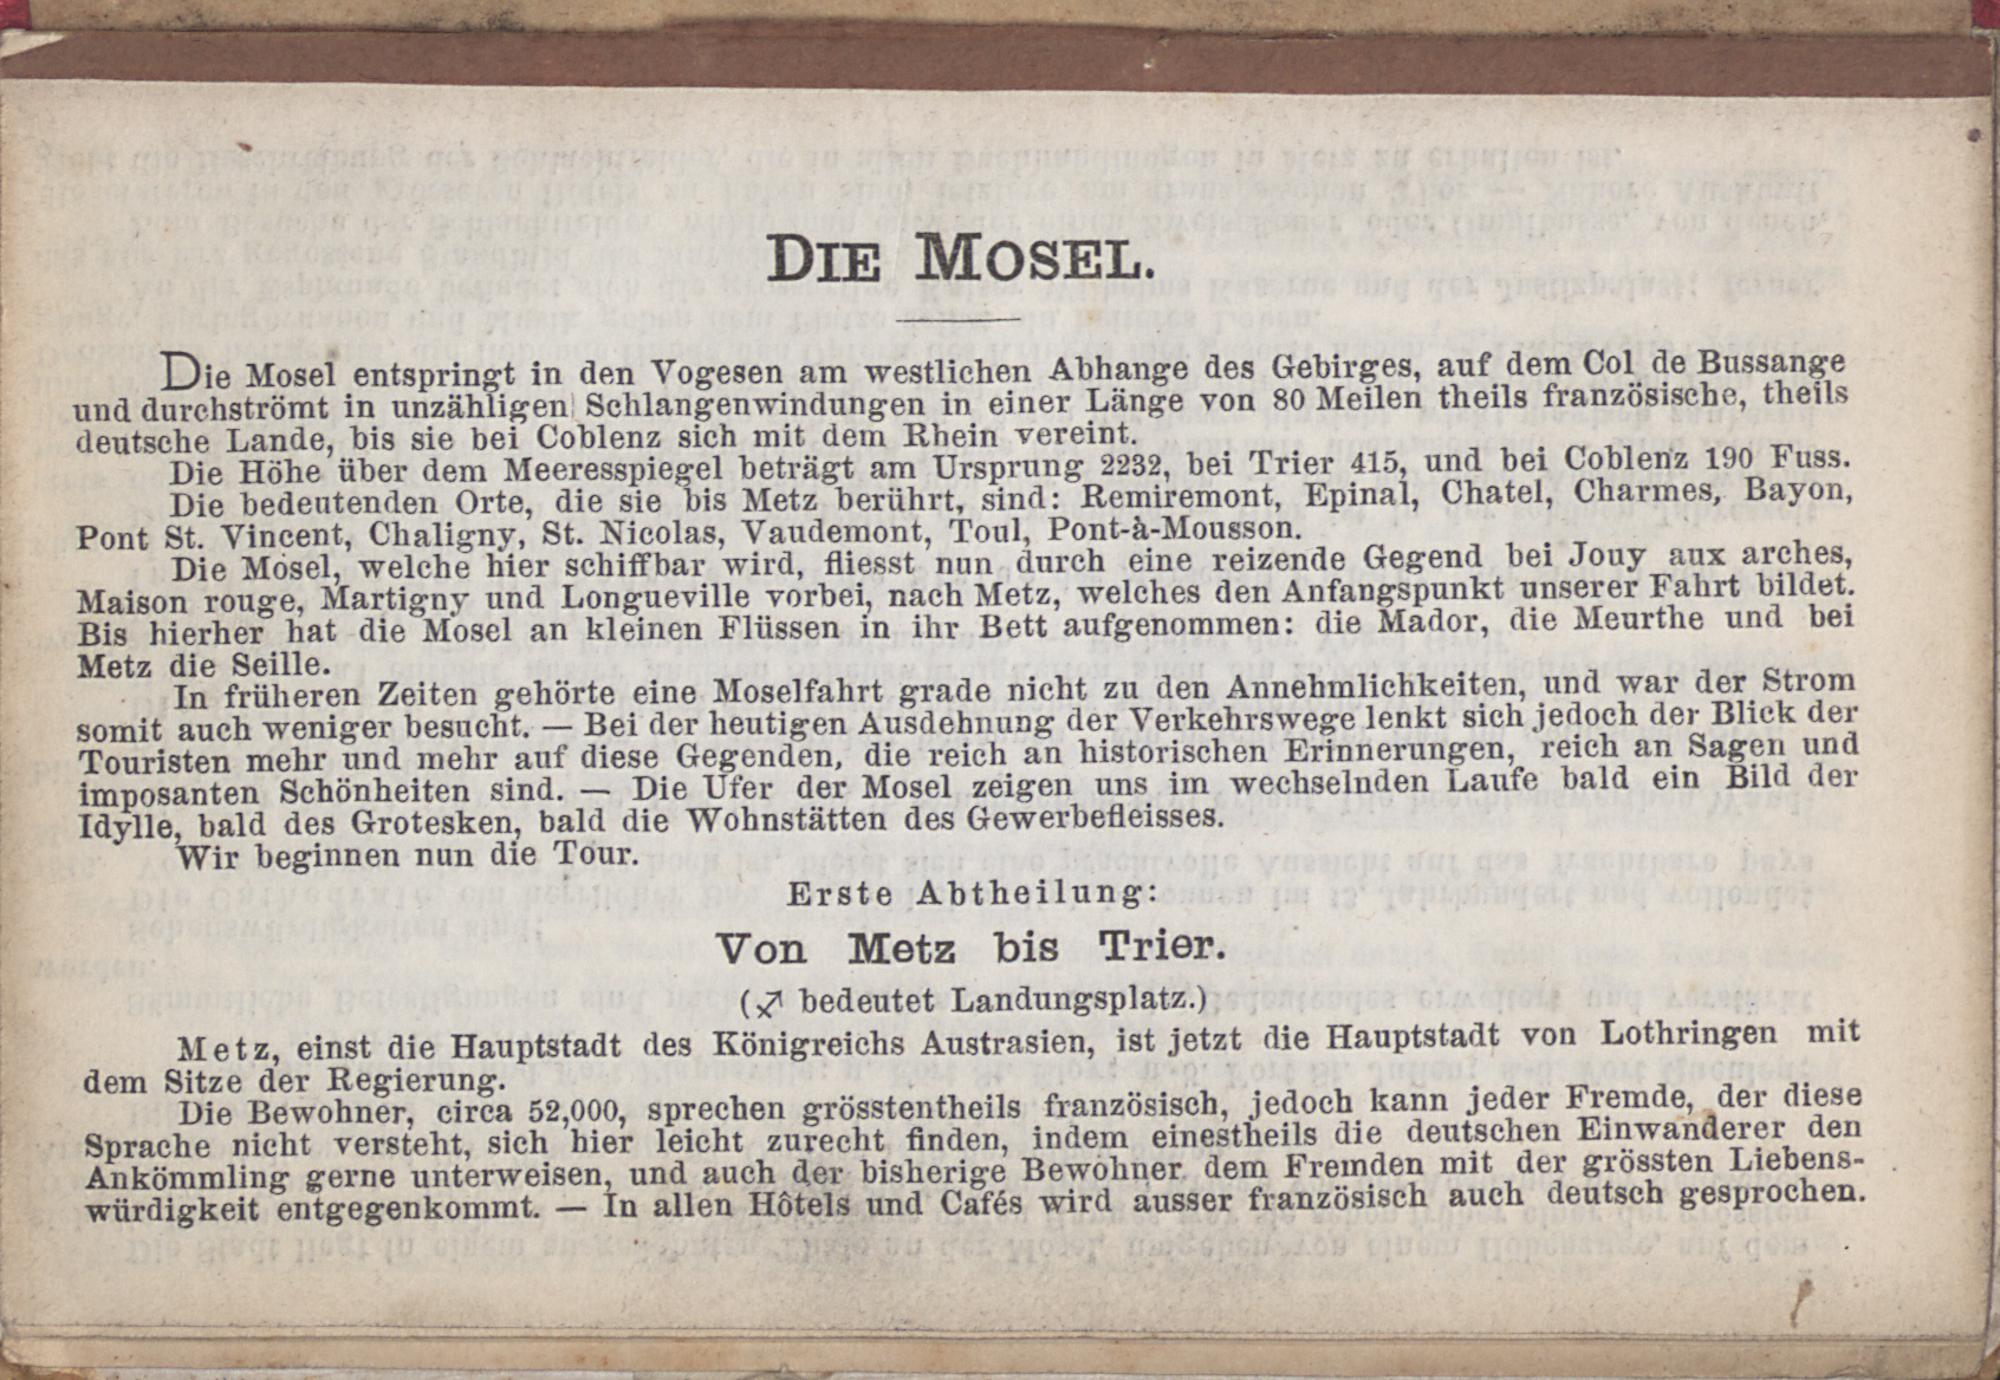 DIE MOSEL.
Die Mosel entspringt in den Vogesen am westlichen Abhange des Gebirges, auf dem Col de Bussange
und durchströmt in unzähligen Schlangenwindungen in einer Länge von 80 Meilen theils französische, theils
deutsche Lande, bis sie bei Coblenz sich mit dem Rhein vereint.
Die Höhe über dem Meeresspiegel beträgt am Ursprung 2232, bei Trier 415, und bei Coblenz 190 Fuss.
Die bedeutenden Orte, die sie bis Metz berührt, sind: Remiremont, Epinal, Chatel, Charmes, Bayon,
Pont St. Vincent, Chaligny, St. Nicolas, Vaudemont, Toul, Pont-à-Mousson.
Die Mosel, welche hier schiffbar wird, fliesst nun durch eine reizende Gegend bei Jouy aux arches,
Maison rouge, Martigny und Longueville vorbei, nach Metz, welches den Anfangspunkt unserer Fahrt bildet.
Bis hierher hat die Mosel an kleinen Flüssen in ihr Bett aufgenommen: die Mador, die Meurthe und bei
Metz die Seille.
In früheren Zeiten gehörte eine Moselfahrt grade nicht zu den Annehmlichkeiten, und war der Strom
somit auch weniger besucht. — Bei der heutigen Ausdehnung der Verkehrswege lenkt sich jedoch der Blick der
Touristen mehr und mehr auf diese Gegenden, die reich an historischen Erinnerungen, reich an Sagen und
imposanten Schönheiten sind. — Die Ufer der Mosel zeigen uns im wechselnden Laufe bald ein Bild der
Idylle, bald des Grotesken, bald die Wohnstätten des Gewerbefleisses.
Wir beginnen nun die Tour.
Erste Abtheilung:
Von Metz bis Trier.
(♐ bedeutet Landungsplatz.)
Metz, einst die Hauptstadt des Königreichs Austrasien, ist jetzt die Hauptstadt von Lothringen mit
dem Sitze der Regierung.
Die Bewohner, circa 52,000, sprechen grösstentheils französisch, jedoch kann jeder Fremde, der diese
Sprache nicht versteht, sich hier leicht zurecht finden, indem einestheils die deutschen Einwanderer den
Ankömmling gerne unterweisen, und auch der bisherige Bewohner dem Fremden mit der grössten Liebens-
würdigkeit entgegenkommt. — In allen Hôtels und Cafés wird ausser französisch auch deutsch gesprochen.